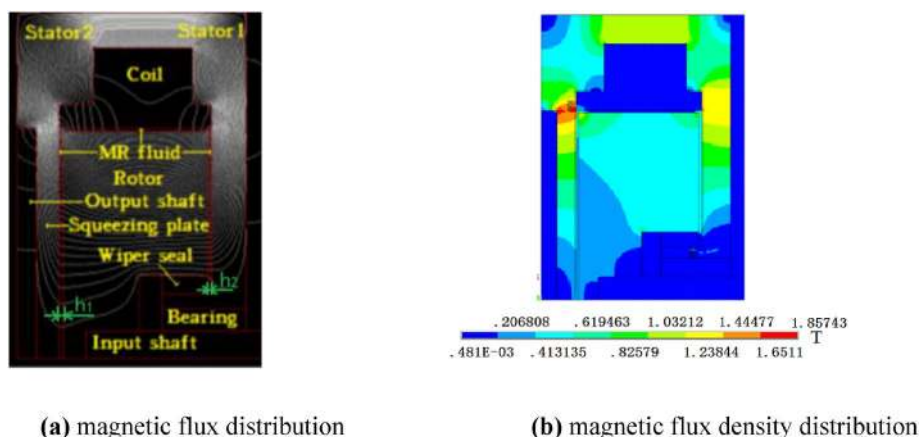 Stator2 Stator1
Coil
MR fluid
Rotor
Output shaft
Squeezing plate
Wiper seal
h1 h2
Bearing
Input shaft
.206808 .619463 1.03212 1.44477 1.85743
.481E-03 .413135 .82579 1.23844 1.6511 T
(a) magnetic flux distribution
(b) magnetic flux density distribution